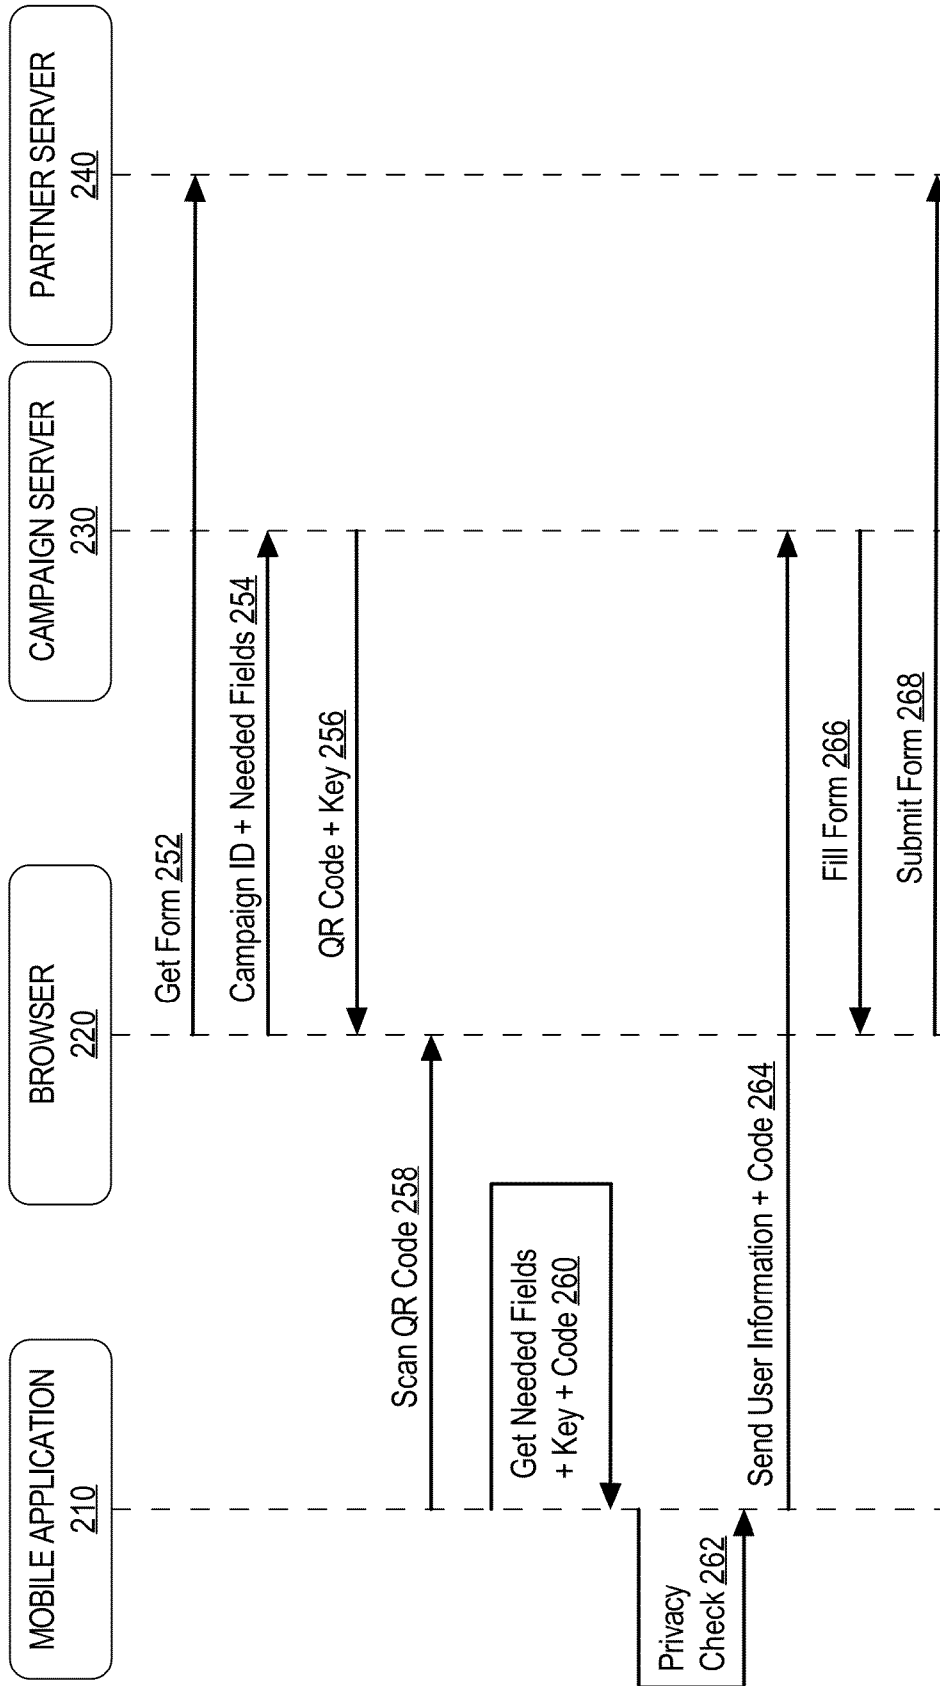 MOBILE APPLICATION
210
BROWSER
220
CAMPAIGN SERVER
230
PARTNER SERVER
240
Get Form 252
Campaign ID + Needed Fields 254
QR Code + Key 256
Scan QR Code 258
Get Needed Fields
+ Key + Code 260
Privacy
Check 262
Send User Information + Code 264
Fill Form 266
Submit Form 268